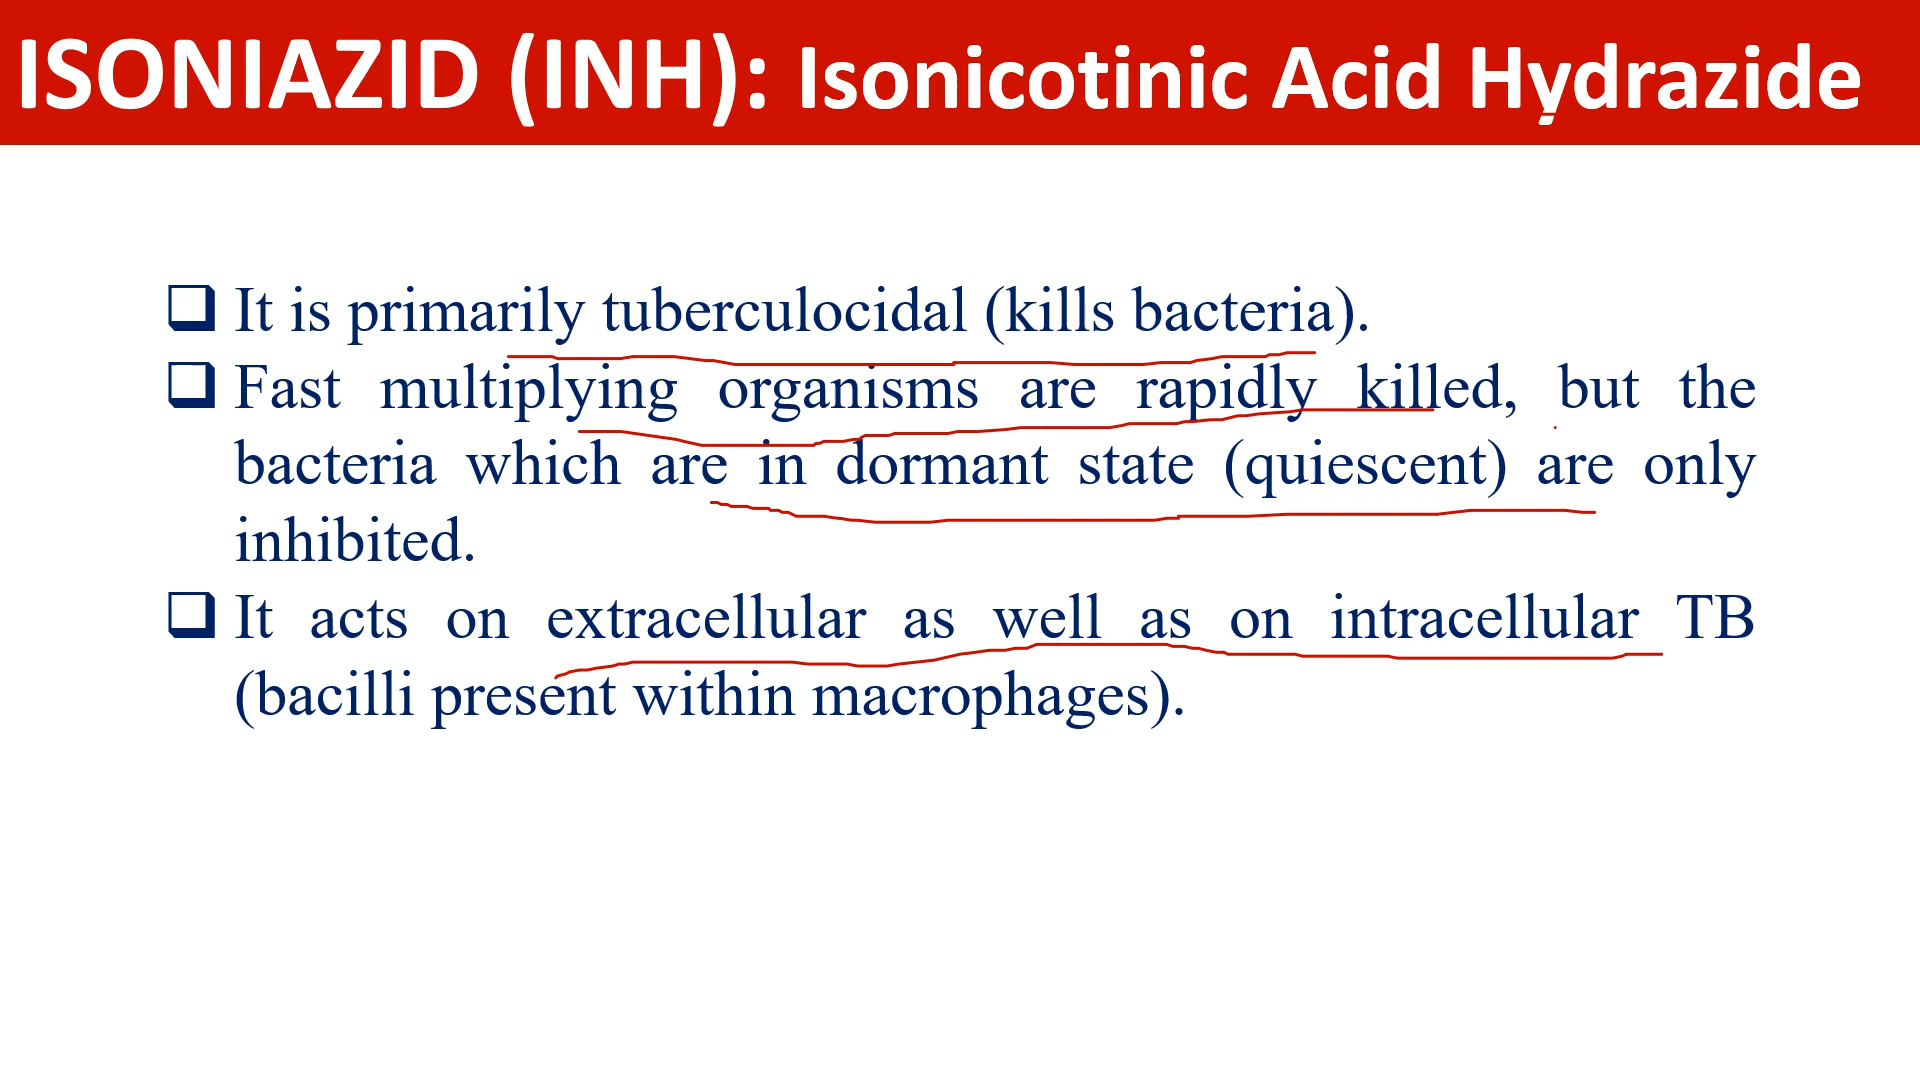 ISONIAZID (INH): Isonicotinic Acid Hydrazide
It is primarily tuberculocidal (kills bacteria).
Fast multiplying organisms are rapidly killed, but the
bacteria which are in dormant state (quiescent) are only
inhibited.
It acts on extracellular as well as on intracellular TB
(bacilli present within macrophages).